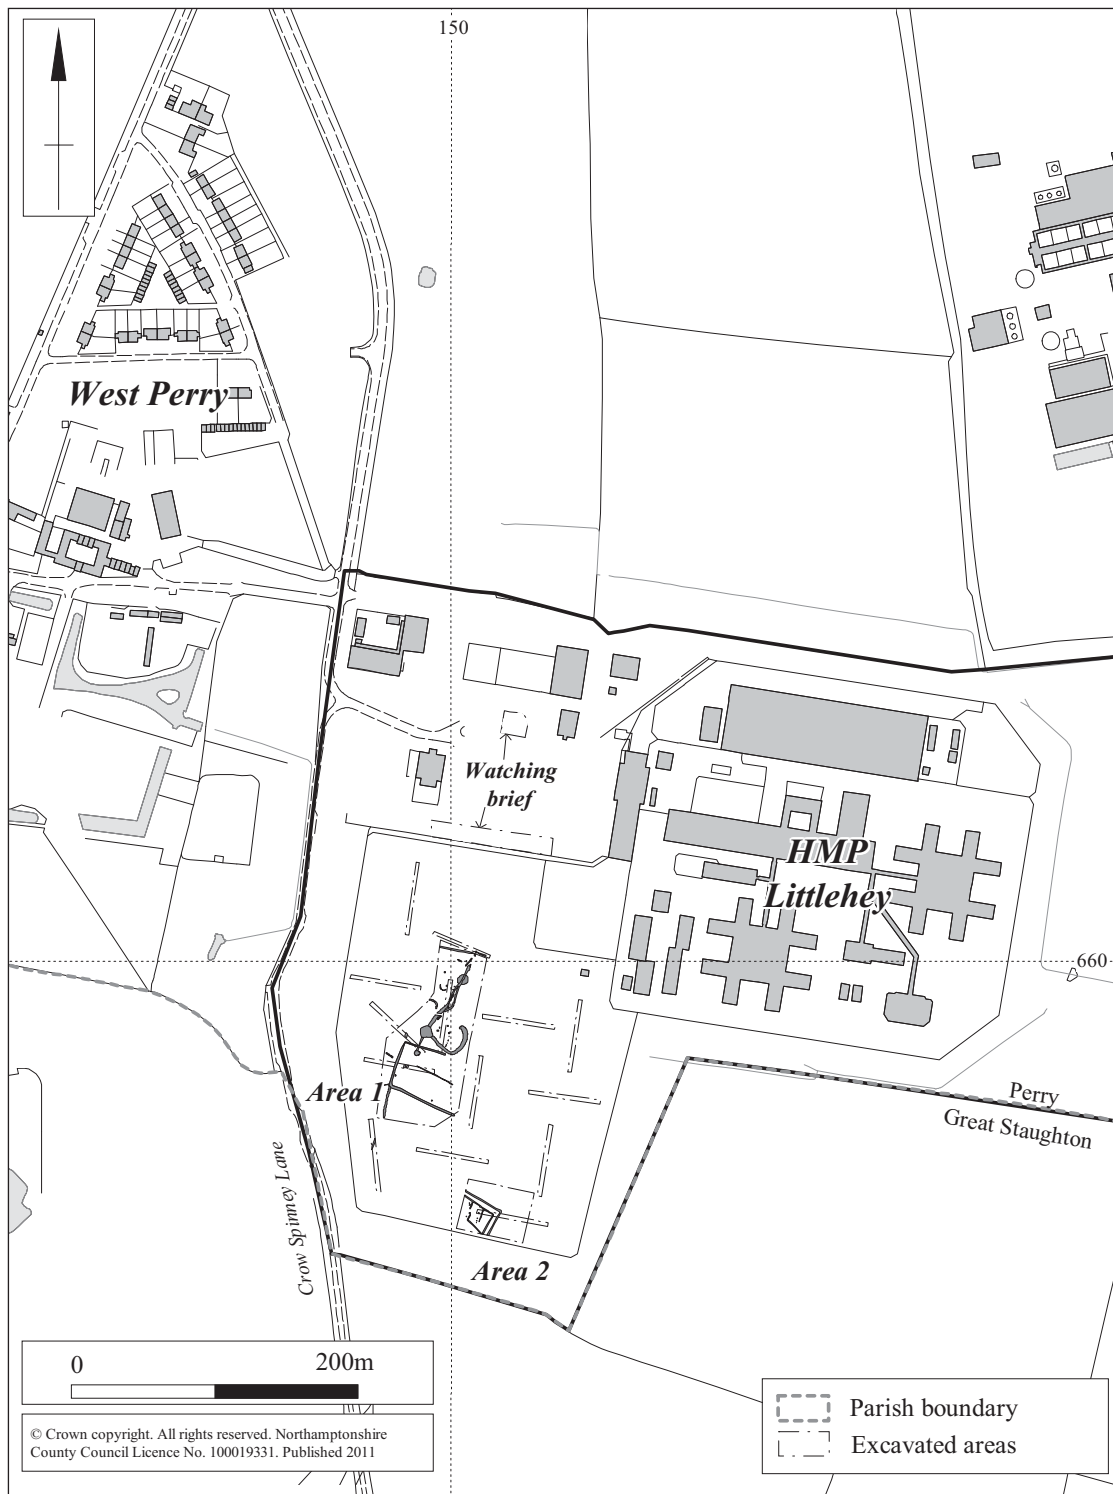 150
West Perry
Watching
brief
HMP
Littlehey
660
Area 1
Perry
Great Staughton
Crow Spinney Lane
Area 2
0 200m
© Crown copyright. All rights reserved. Northamptonshire
County Council Licence No. 100019331. Published 2011
Parish boundary
Excavated areas